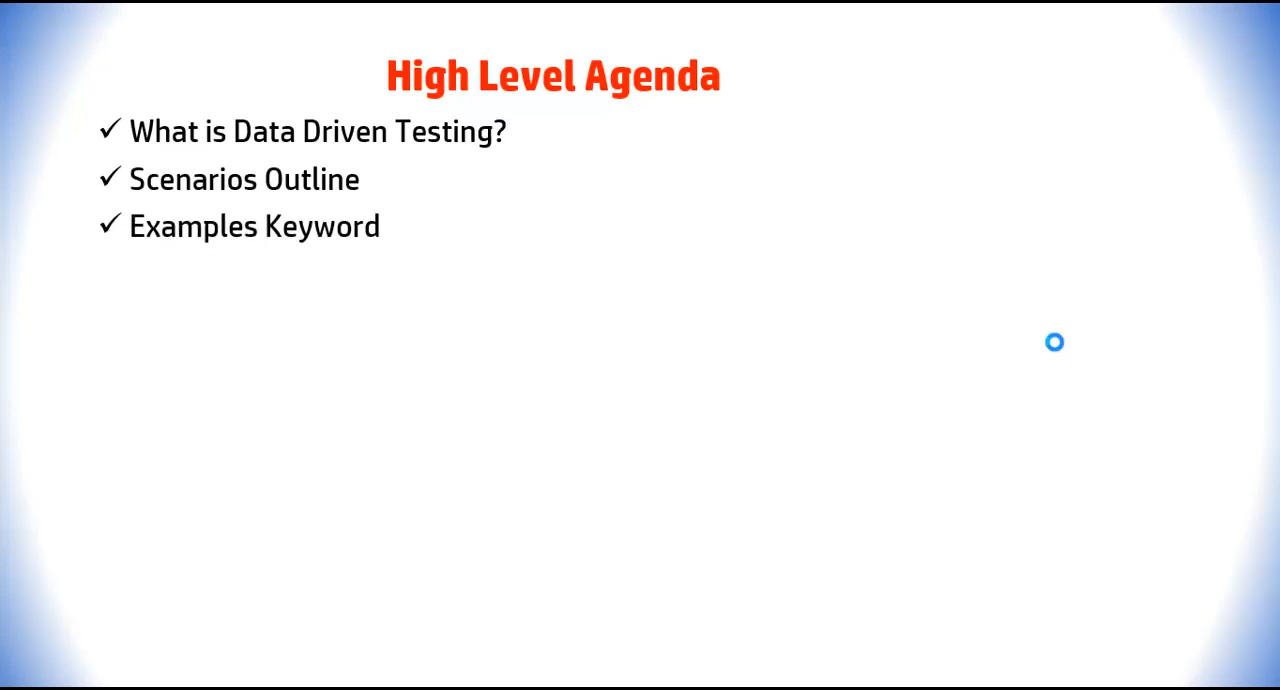 High Level Agenda
✓ What is Data Driven Testing?
✓ Scenarios Outline
✓ Examples Keyword